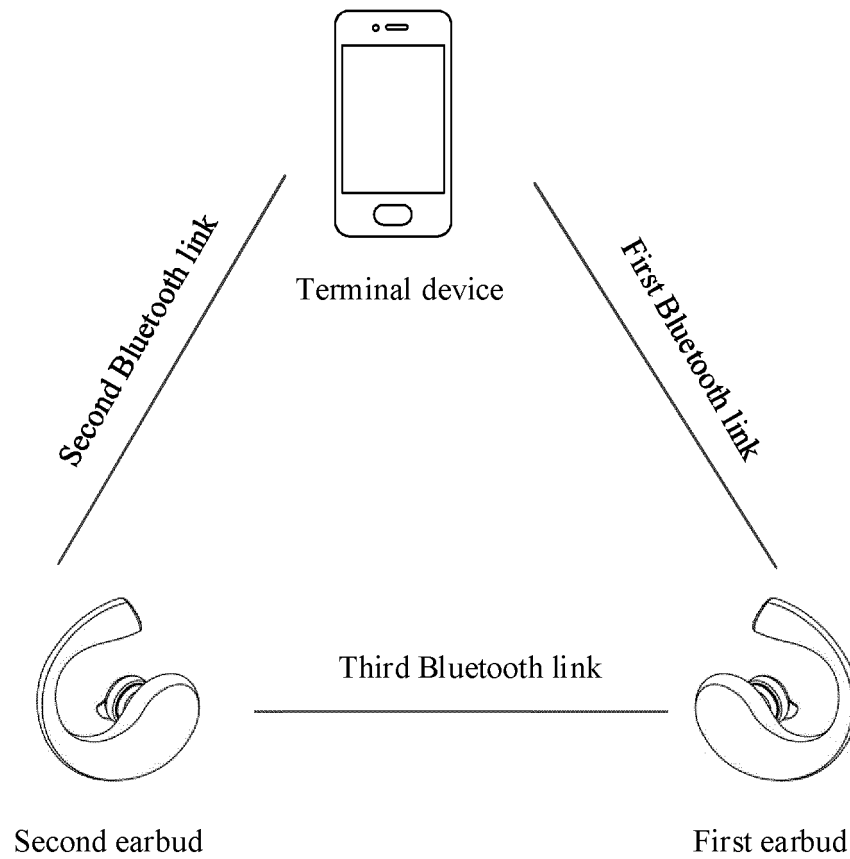 Terminal device
Second Bluetooth link
First Bluetooth link
Third Bluetooth link
Second earbud
First earbud